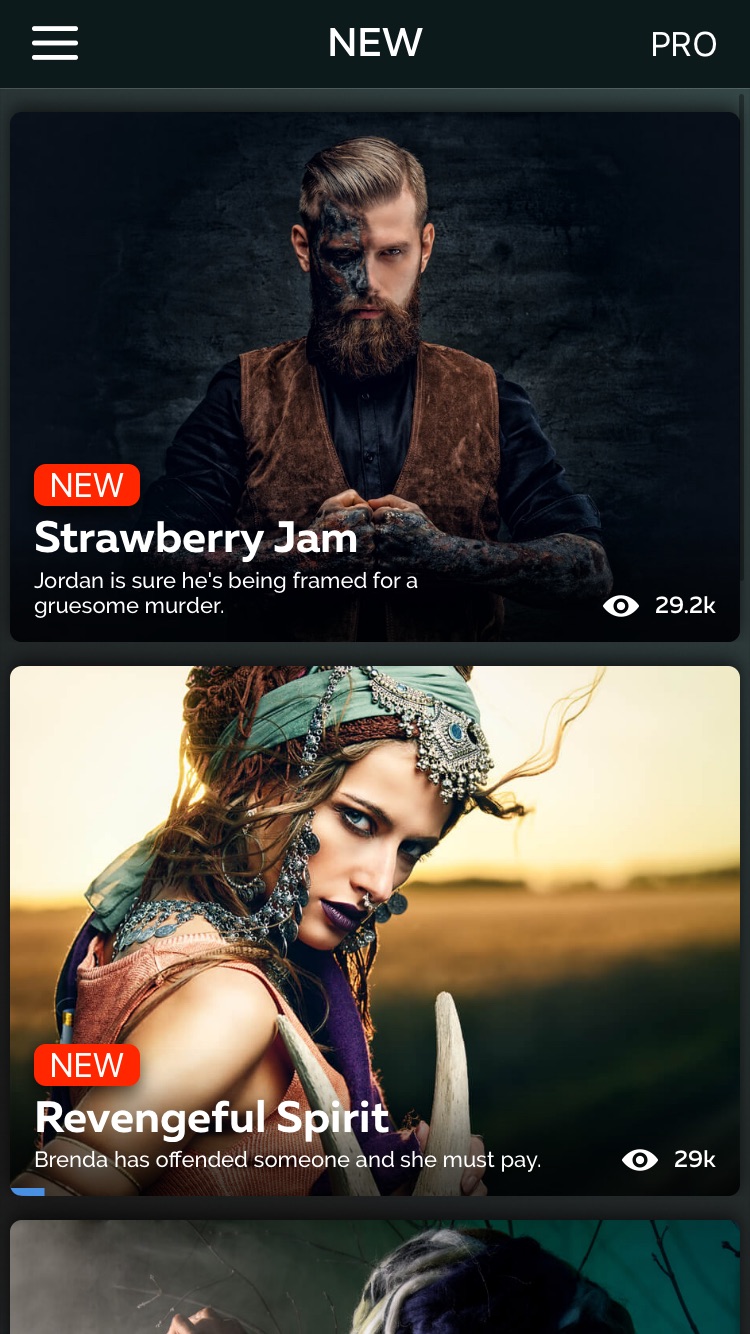 NEW
PRO
NEW
Strawberry Jam
Jordan is sure he's being framed for a
gruesome murder.
29.2k
NEW
Revengeful Spirit
Brenda has offended someone and she must pay.
29k